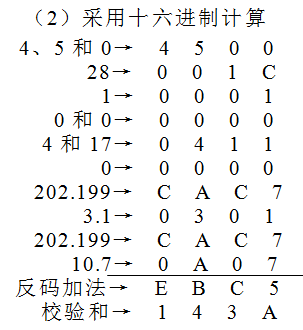 （2）采用十六进制计算
4、5 和 0→ 4 5 0 0
28→ 0 0 1 C
1→ 0 0 0 1
0 和 0→ 0 0 0 0
4 和 17→ 0 4 1 1
0→ 0 0 0 0
202.199→ C A C 7
3.1→ 0 3 0 1
202.199→ C A C 7
10.7→ 0 A 0 7
反码加法→ E B C 5
校验和→ 1 4 3 A